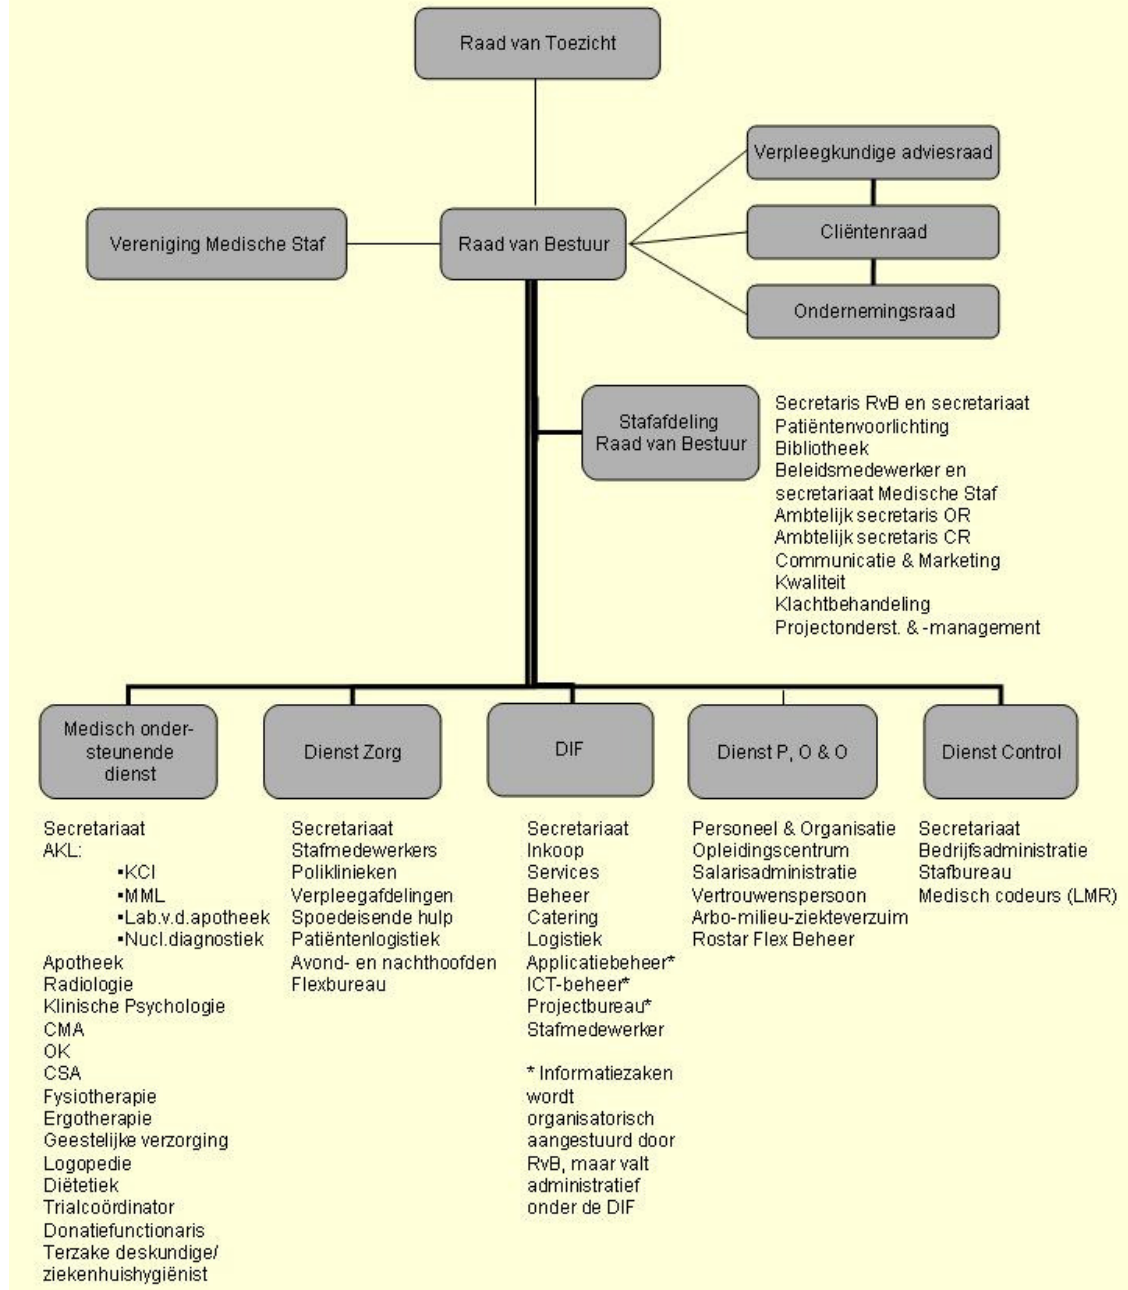 Raad van Toezicht
Verpleegkundige adviesraad
Vereniging Medische Staf
Raad van Bestuur
Cliëntenraad
Ondernemingsraad
Stafafdeling
Raad van Bestuur
Secretaris RvB en secretariaat
Patiëntenvoorlichting
Bibliotheek
Beleidsmedewerker en
secretariaat Medische Staf
Ambtelijk secretaris OR
Ambtelijk secretaris CR
Communicatie & Marketing
Kwaliteit
Klachtbehandeling
Projectonderst. & -management
Medisch onder-
steunende
dienst
Secretariaat
AKL:
▪KCl
▪MML
▪Lab.v.d.apotheek
▪Nucl.diagnostiek
Apotheek
Radiologie
Klinische Psychologie
CMA
OK
CSA
Fysiotherapie
Ergotherapie
Geestelijke verzorging
Logopedie
Diëtetiek
Trialcoördinator
Donatiefunctionaris
Terzake deskundige/
ziekenhuishygiënist
Dienst Zorg
Secretariaat
Stafmedewerkers
Poliklinieken
Verpleegafdelingen
Spoedeisende hulp
Patiëntenlogistiek
Avond- en nachthoofden
Flexbureau
DIF
Secretariaat
Inkoop
Services
Beheer
Catering
Logistiek
Applicatiebeheer*
ICT-beheer*
Projectbureau*
Stafmedewerker
* Informatiezaken
wordt
organisatorisch
aangestuurd door
RvB, maar valt
administratief
onder de DIF
Dienst P, O & O
Personeel & Organisatie
Opleidingscentrum
Salarisadministratie
Vertrouwenspersoon
Arbo-milieu-ziekteverzuim
Rostar Flex Beheer
Dienst Control
Secretariaat
Bedrijfsadministratie
Stafbureau
Medisch codeurs (LMR)